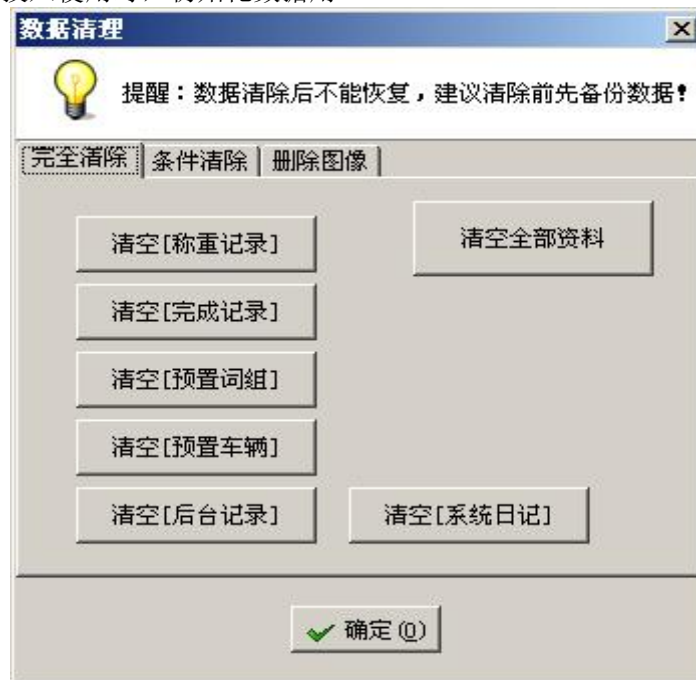 数据清理
提醒：数据清除后不能恢复，建议清除前先备份数据！
完全清除 条件清除 删除图像
清空[称重记录] 清空全部资料
清空[完成记录]
清空[预置词组]
清空[预置车辆]
清空[后台记录] 清空[系统日记]
确定(O)